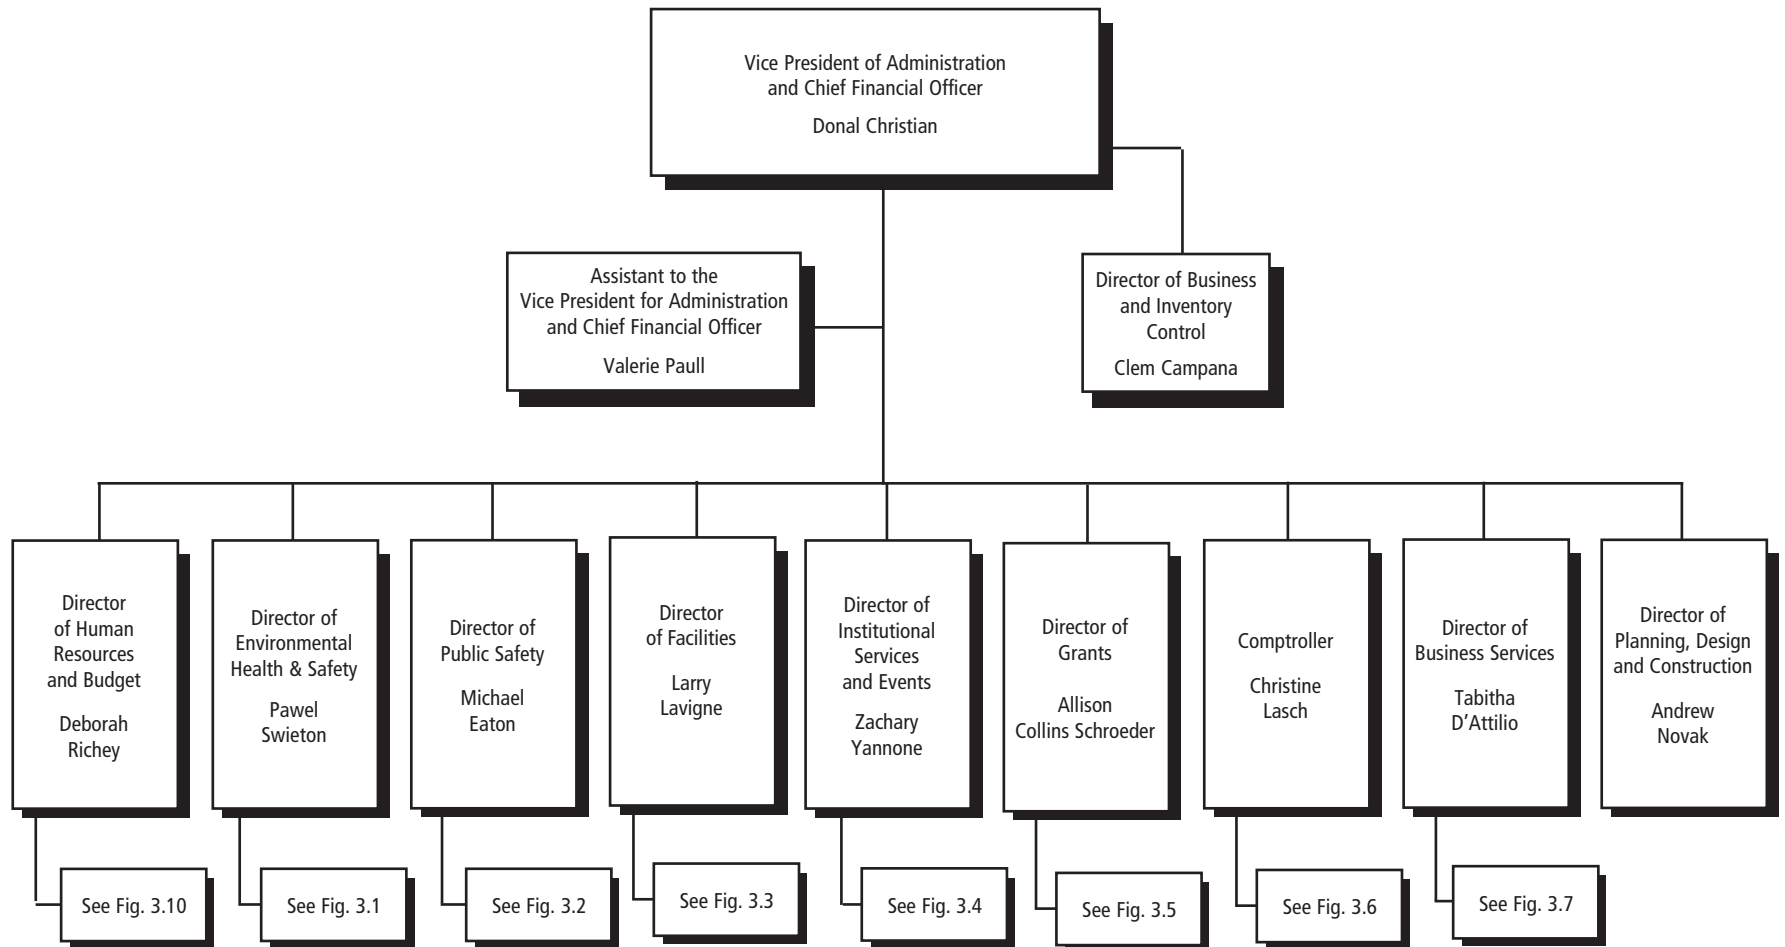 Vice President of Administration
and Chief Financial Officer
Donal Christian
Assistant to the
Vice President for Administration
and Chief Financial Officer
Valerie Paull
Director of Business
and Inventory
Control
Clem Campana
Director
of Human
Resources
and Budget
Deborah
Richey
Director of
Environmental
Health & Safety
Pawel
Swieton
Director of
Public Safety
Michael
Eaton
Director
of Facilities
Larry
Lavigne
Director of
Institutional
Services
and Events
Zachary
Yannone
Director of
Grants
Allison
Collins Schroeder
Comptroller
Christine
Lasch
Director of
Business Services
Tabitha
D’Attilio
Director of
Planning, Design
and Construction
Andrew
Novak
See Fig. 3.10
See Fig. 3.1
See Fig. 3.2
See Fig. 3.3
See Fig. 3.4
See Fig. 3.5
See Fig. 3.6
See Fig. 3.7